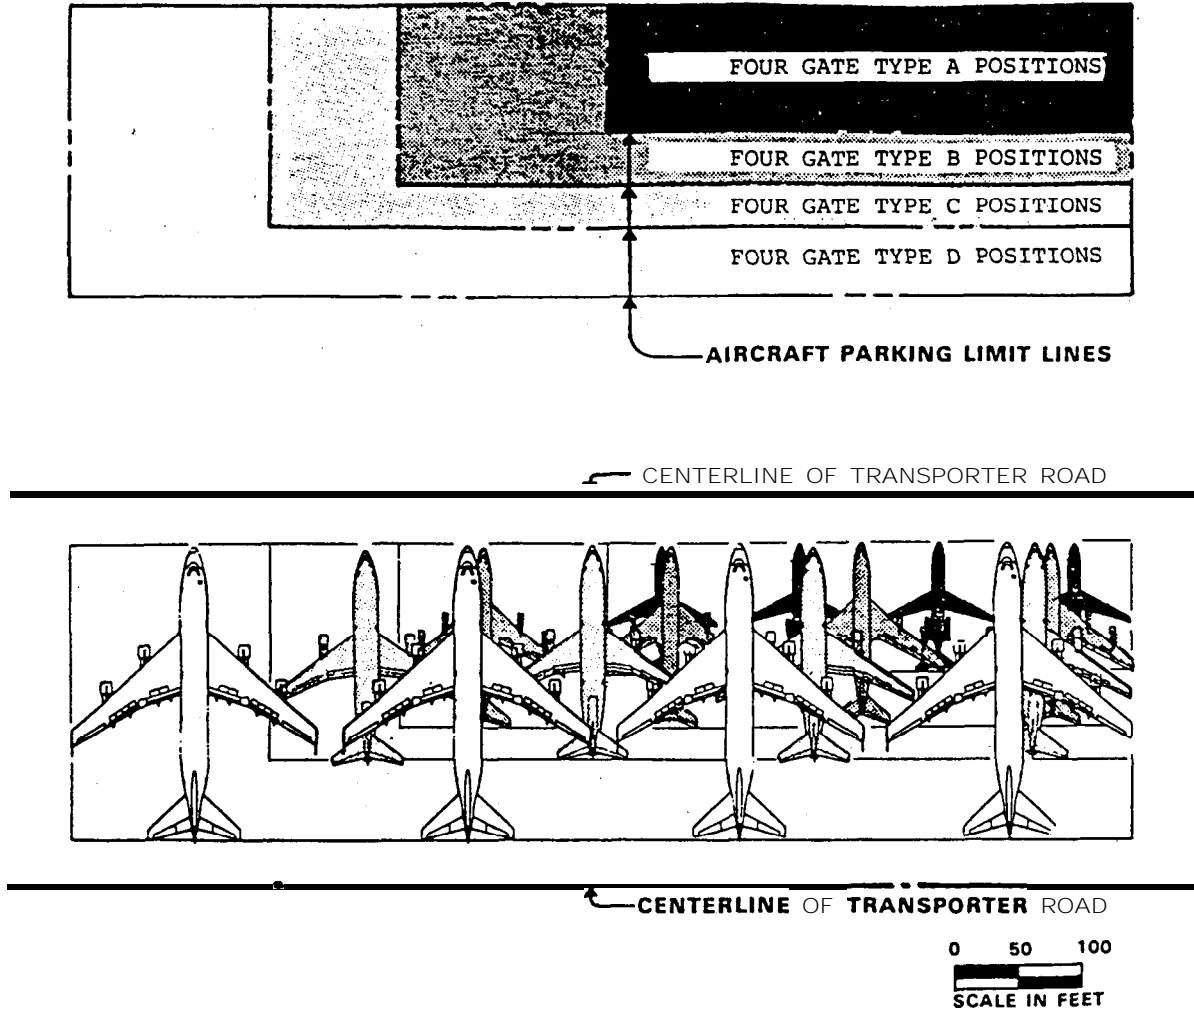 FOUR GATE TYPE A POSITIONS
FOUR GATE TYPE B POSITIONS
FOUR GATE TYPE C POSITIONS
FOUR GATE TYPE D POSITIONS
AIRCRAFT PARKING LIMIT LINES
CENTERLINE OF TRANSPORTER ROAD
CENTERLINE OF TRANSPORTER ROAD
0 50 100
SCALE IN FEET